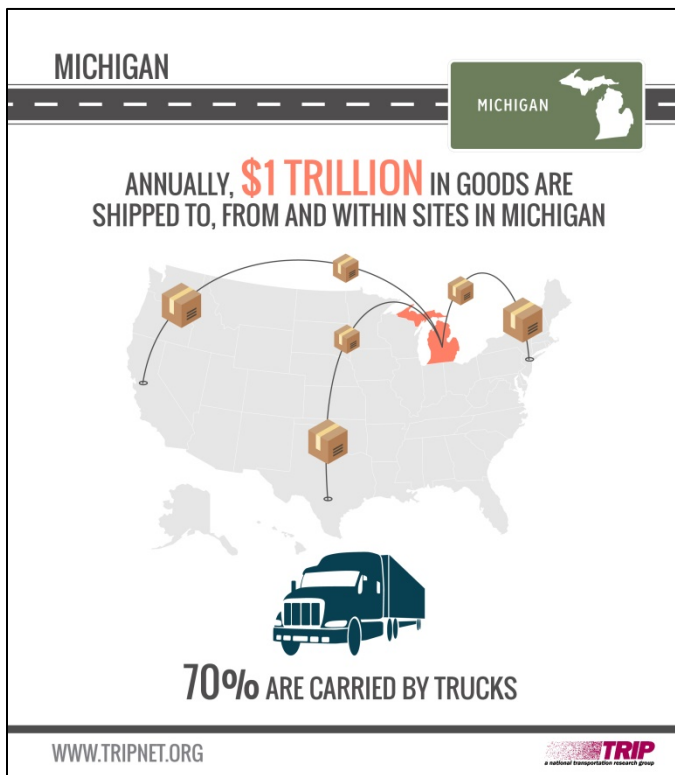 MICHIGAN
MICHIGAN
ANNUALLY, $1 TRILLION IN GOODS ARE
SHIPPED TO, FROM AND WITHIN SITES IN MICHIGAN
70% ARE CARRIED BY TRUCKS
WWW.TRIPNET.ORG
TRIP
a national transportation research group